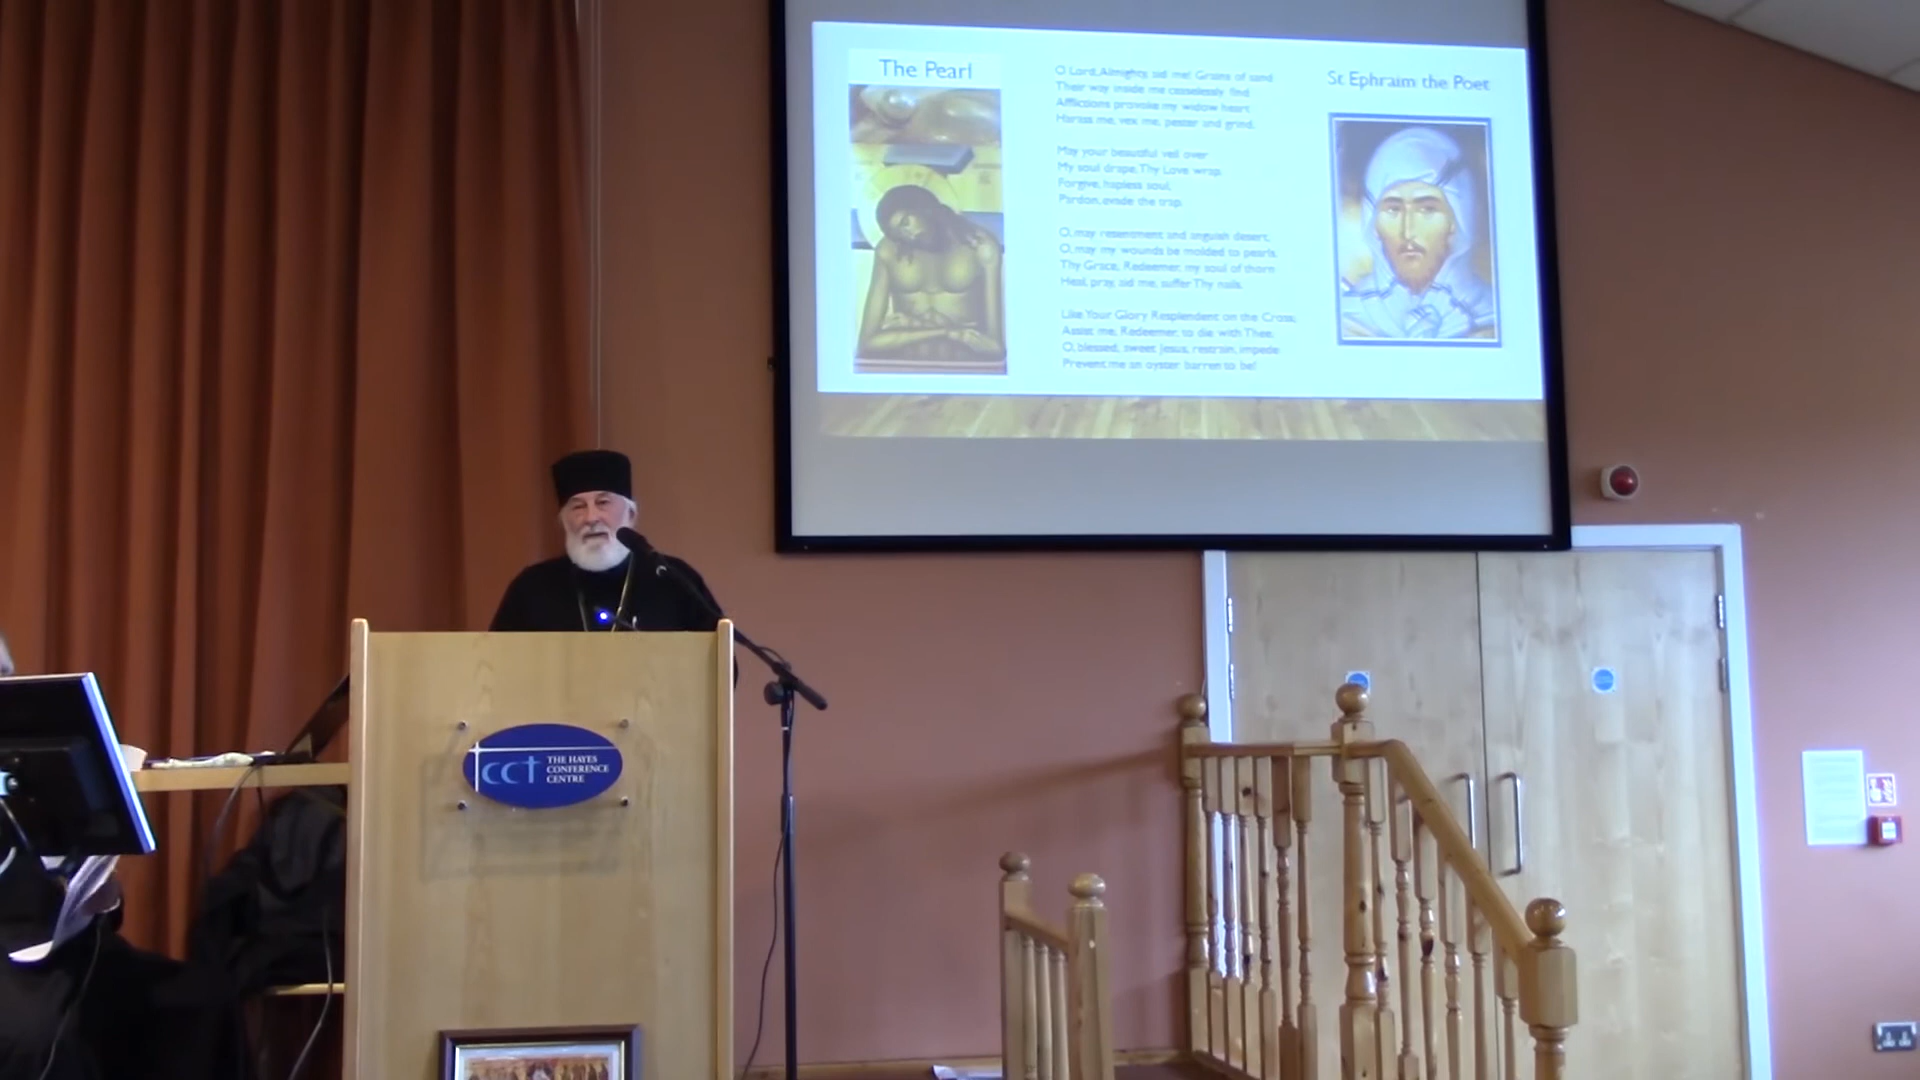 The Pearl
O Lord, Almighty, aid me! Grains of sand
Their way inside me ceaselessly find
Afflictions provoke my widow heart
Harass me, vex me, pester and grind.
May your beautiful veil over
My soul drape, Thy Love wrap,
Forgive, hapless soul,
Pardon, evade the trap.
O, may resentment and anguish desert,
O, may my wounds be molded to pearls,
Thy Grace, Redeemer, my soul of thorn
Heal, pray, aid me, suffer Thy nails.
Like Your Glory Resplendent on the Cross,
Assist me, Redeemer, to die with Thee,
O, blessed, sweet Jesus, restrain, impede
Prevent me an oyster barren to be!
St Ephraim the Poet
cct
THE HAYES
CONFERENCE
CENTRE